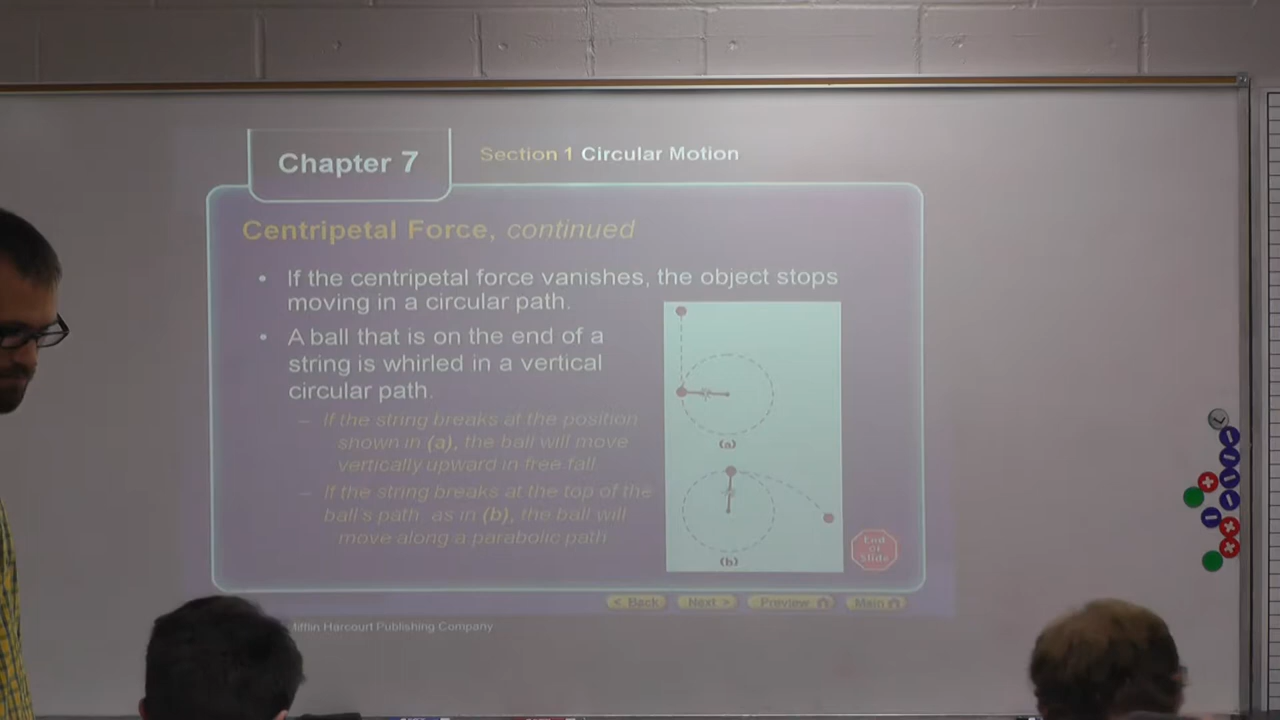 Chapter 7
Section 1 Circular Motion
Centripetal Force, continued
• If the centripetal force vanishes, the object stops
moving in a circular path.
• A ball that is on the end of a
string is whirled in a vertical
circular path.
– If the string breaks at the position
shown in (a), the ball will move
vertically upward in free fall.
– If the string breaks at the top of the
ball's path, as in (b), the ball will
move along a parabolic path.
(a)
(b)
End
Of
Slide
< Back
Next >
Preview
Main
Harcourt Publishing Company